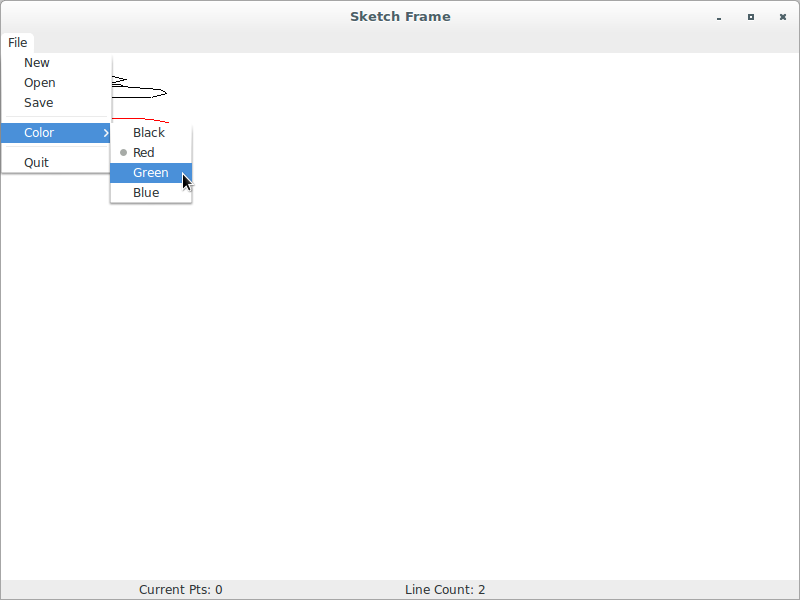 Sketch Frame
File
New
Open
Save
Color
Quit
Black
Red
Green
Blue
Current Pts: 0
Line Count: 2